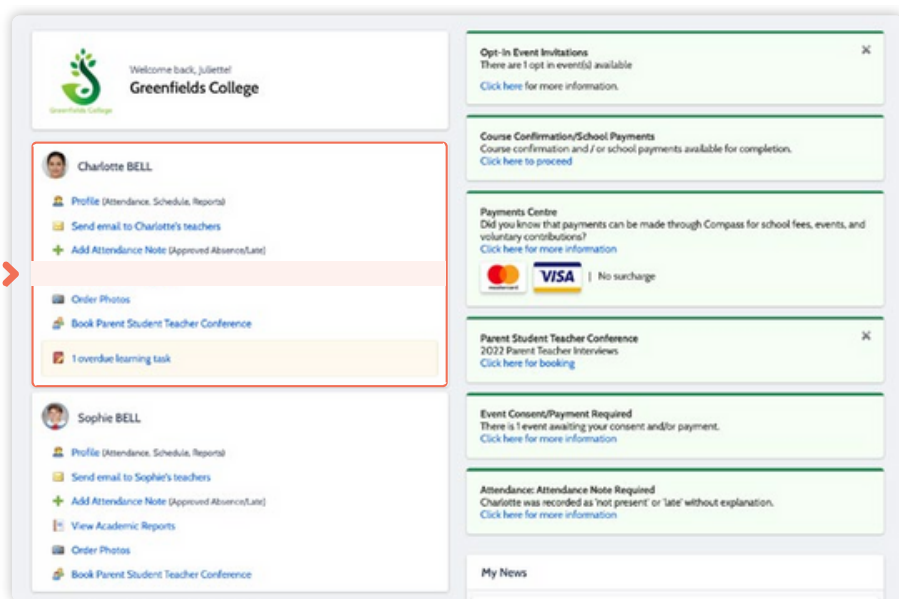 Welcome back, Juliette!
Greenfields College
Greenfields College
Charlotte BELL
Profile (Attendance, Schedule, Reports)
Send email to Charlotte's teachers
Add Attendance Note (Approved Absence/Late)
Order Photos
Book Parent Student Teacher Conference
1 overdue learning task
Sophie BELL
Profile (Attendance, Schedule, Reports)
Send email to Sophie's teachers
Add Attendance Note (Approved Absence/Late)
View Academic Reports
Order Photos
Book Parent Student Teacher Conference
Opt-In Event Invitations
There are 1 opt in event(s) available
Click here for more information.
Course Confirmation/School Payments
Course confirmation and / or school payments available for completion.
Click here to proceed
Payments Centre
Did you know that payments can be made through Compass for school fees, events, and
voluntary contributions?
Click here for more information
mastercard VISA | No surcharge
Parent Student Teacher Conference
2022 Parent Teacher Interviews
Click here for booking
Event Consent/Payment Required
There is 1 event awaiting your consent and/or payment.
Click here for more information
Attendance: Attendance Note Required
Charlotte was recorded as 'not present' or 'late' without explanation.
Click here for more information
My News